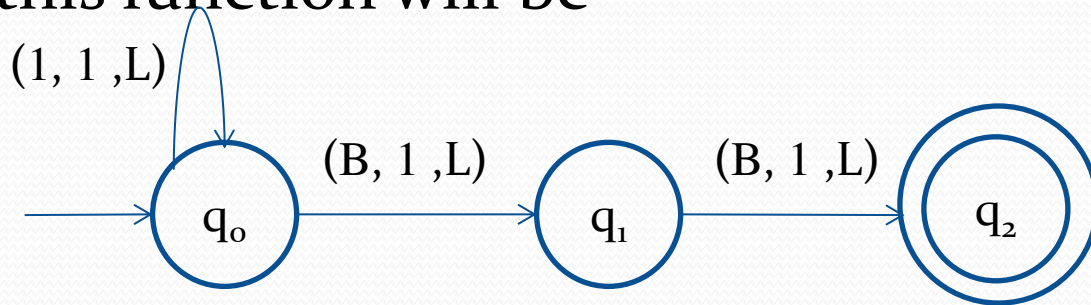 this function will be
(1, 1 ,L)
(B, 1 ,L) (B, 1 ,L)
q₀ q₁ q₂